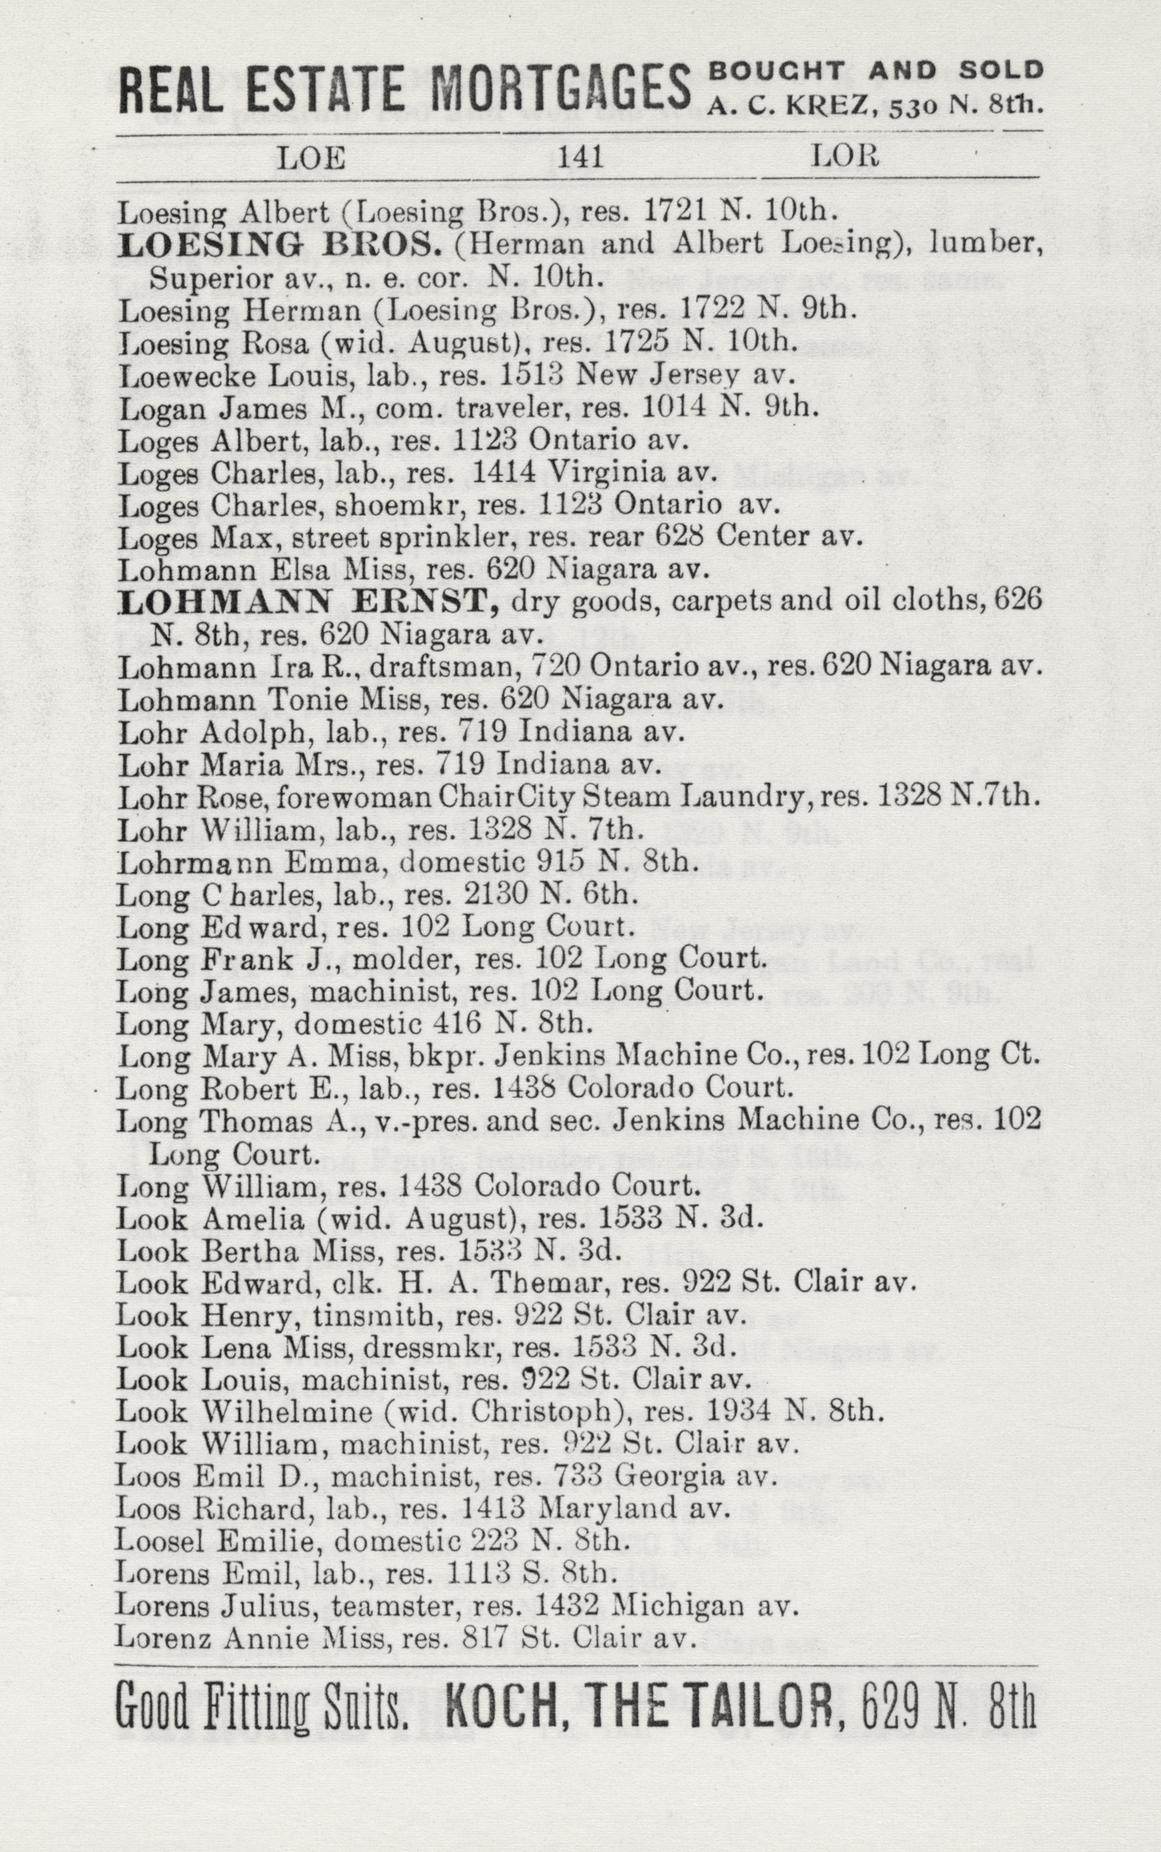 REAL ESTATE MORTGAGES BOUGHT AND SOLD
A. C. KREZ, 530 N. 8th.
LOE 141 LOR
Loesing Albert (Loesing Bros.), res. 1721 N. 10th.
LOESING BROS. (Herman and Albert Loesing), lumber,
Superior av., n. e. cor. N. 10th.
Loesing Herman (Loesing Bros.), res. 1722 N. 9th.
Loesing Rosa (wid. August), res. 1725 N. 10th.
Loewecke Louis, lab., res. 1513 New Jersey av.
Logan James M., com. traveler, res. 1014 N. 9th.
Loges Albert, lab., res. 1123 Ontario av.
Loges Charles, lab., res. 1414 Virginia av.
Loges Charles, shoemkr, res. 1123 Ontario av.
Loges Max, street sprinkler, res. rear 628 Center av.
Lohmann Elsa Miss, res. 620 Niagara av.
LOHMANN ERNST, dry goods, carpets and oil cloths, 626
N. 8th, res. 620 Niagara av.
Lohmann Ira R., draftsman, 720 Ontario av., res. 620 Niagara av.
Lohmann Tonie Miss, res. 620 Niagara av.
Lohr Adolph, lab., res. 719 Indiana av.
Lohr Maria Mrs., res. 719 Indiana av.
Lohr Rose, forewoman Chair City Steam Laundry, res. 1328 N. 7th.
Lohr William, lab., res. 1328 N. 7th.
Lohrmann Emma, domestic 915 N. 8th.
Long Charles, lab., res. 2130 N. 6th.
Long Edward, res. 102 Long Court.
Long Frank J., molder, res. 102 Long Court.
Long James, machinist, res. 102 Long Court.
Long Mary, domestic 416 N. 8th.
Long Mary A. Miss, bkpr. Jenkins Machine Co., res. 102 Long Ct.
Long Robert E., lab., res. 1438 Colorado Court.
Long Thomas A., v.-pres. and sec. Jenkins Machine Co., res. 102
Long Court.
Long William, res. 1438 Colorado Court.
Look Amelia (wid. August), res. 1533 N. 3d.
Look Bertha Miss, res. 1533 N. 3d.
Look Edward, clk. H. A. Themar, res. 922 St. Clair av.
Look Henry, tinsmith, res. 922 St. Clair av.
Look Lena Miss, dressmkr, res. 1533 N. 3d.
Look Louis, machinist, res. 922 St. Clair av.
Look Wilhelmine (wid. Christoph), res. 1934 N. 8th.
Look William, machinist, res. 922 St. Clair av.
Loos Emil D., machinist, res. 733 Georgia av.
Loos Richard, lab., res. 1413 Maryland av.
Loosel Emilie, domestic 223 N. 8th.
Lorens Emil, lab., res. 1113 S. 8th.
Lorens Julius, teamster, res. 1432 Michigan av.
Lorenz Annie Miss, res. 817 St. Clair av.
Good Fitting Suits. KOCH, THE TAILOR, 629 N. 8th